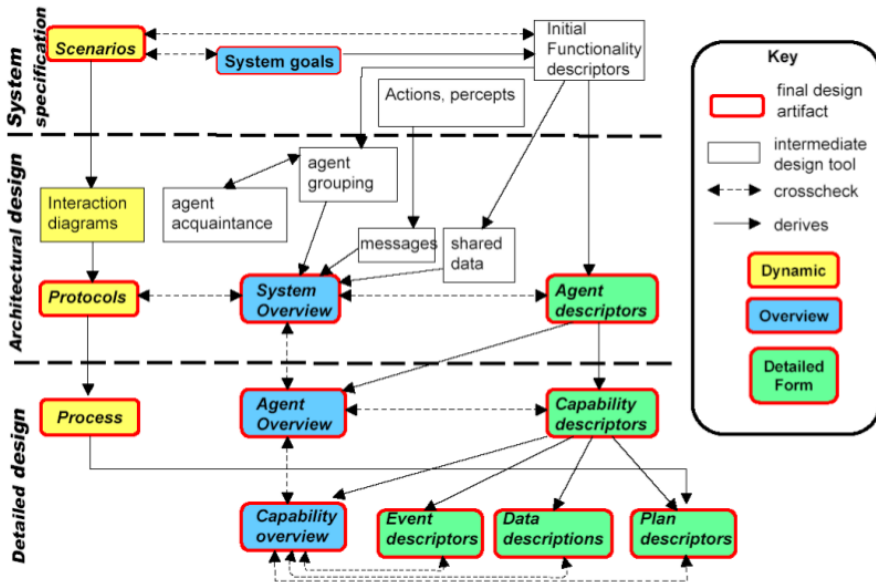 System
specification
Scenarios
System goals
Initial
Functionality
descriptors
Actions, percepts
Architectural design
Interaction
diagrams
agent
acquaintance
agent
grouping
messages
shared
data
Protocols
System
Overview
Agent
descriptors
Detailed design
Process
Agent
Overview
Capability
descriptors
Capability
overview
Event
descriptors
Data
descriptions
Plan
descriptors
Key
final design
artifact
intermediate
design tool
crosscheck
derives
Dynamic
Overview
Detailed
Form